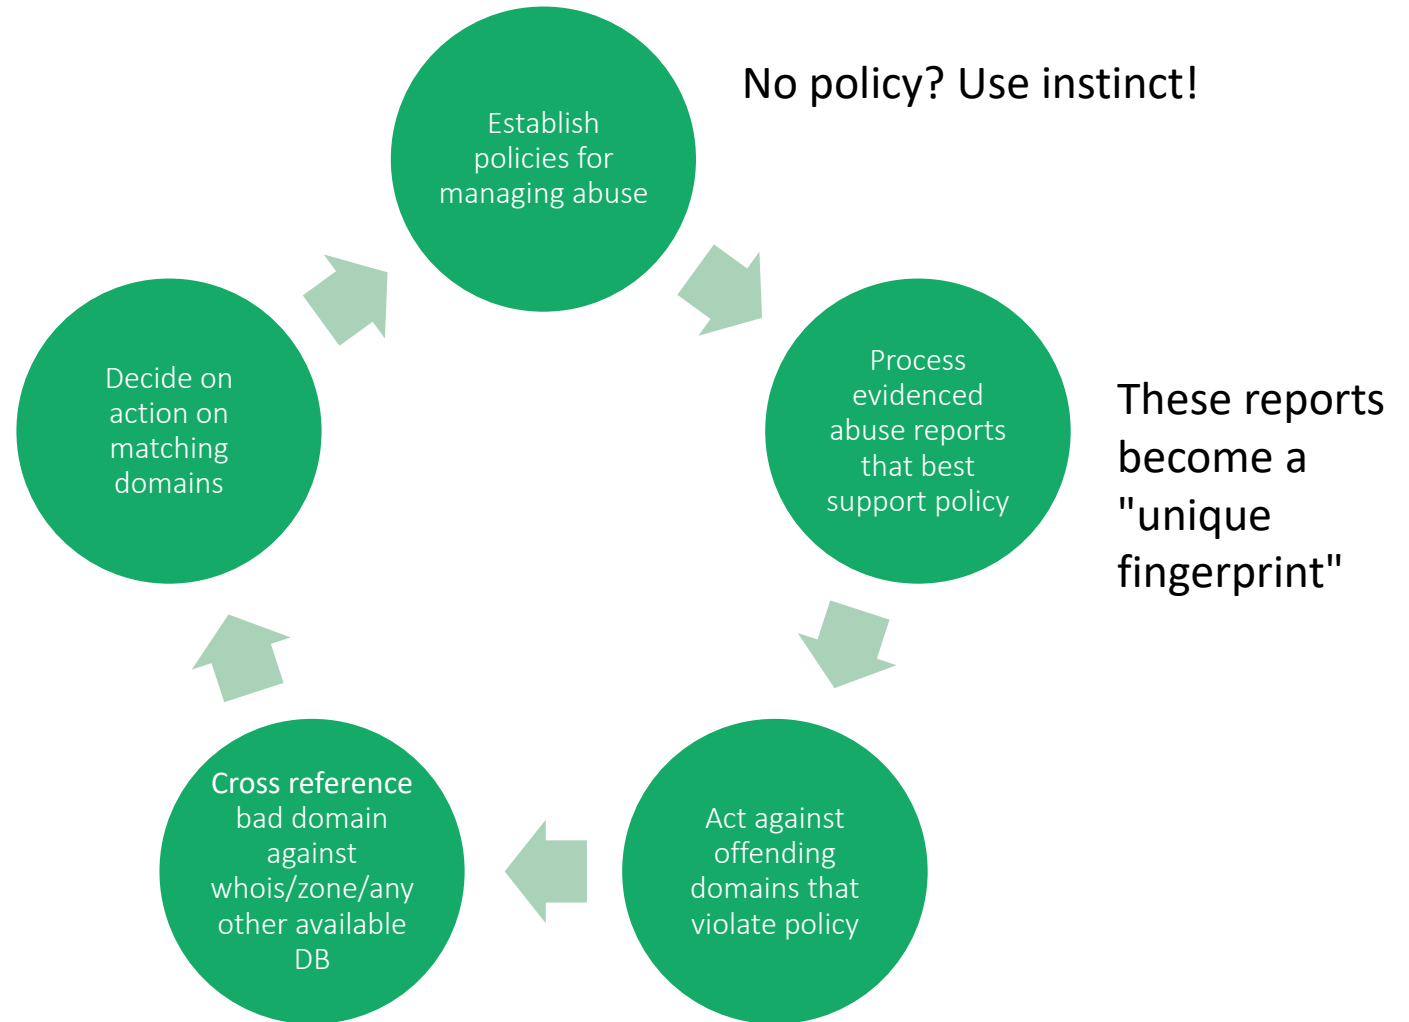 No policy? Use instinct!
Establish
policies for
managing abuse
Process
evidenced
abuse reports
that best
support policy
These reports
become a
"unique
fingerprint"
Act against
offending
domains that
violate policy
Cross reference
bad domain
against
whois/zone/any
other available
DB
Decide on
action on
matching
domains